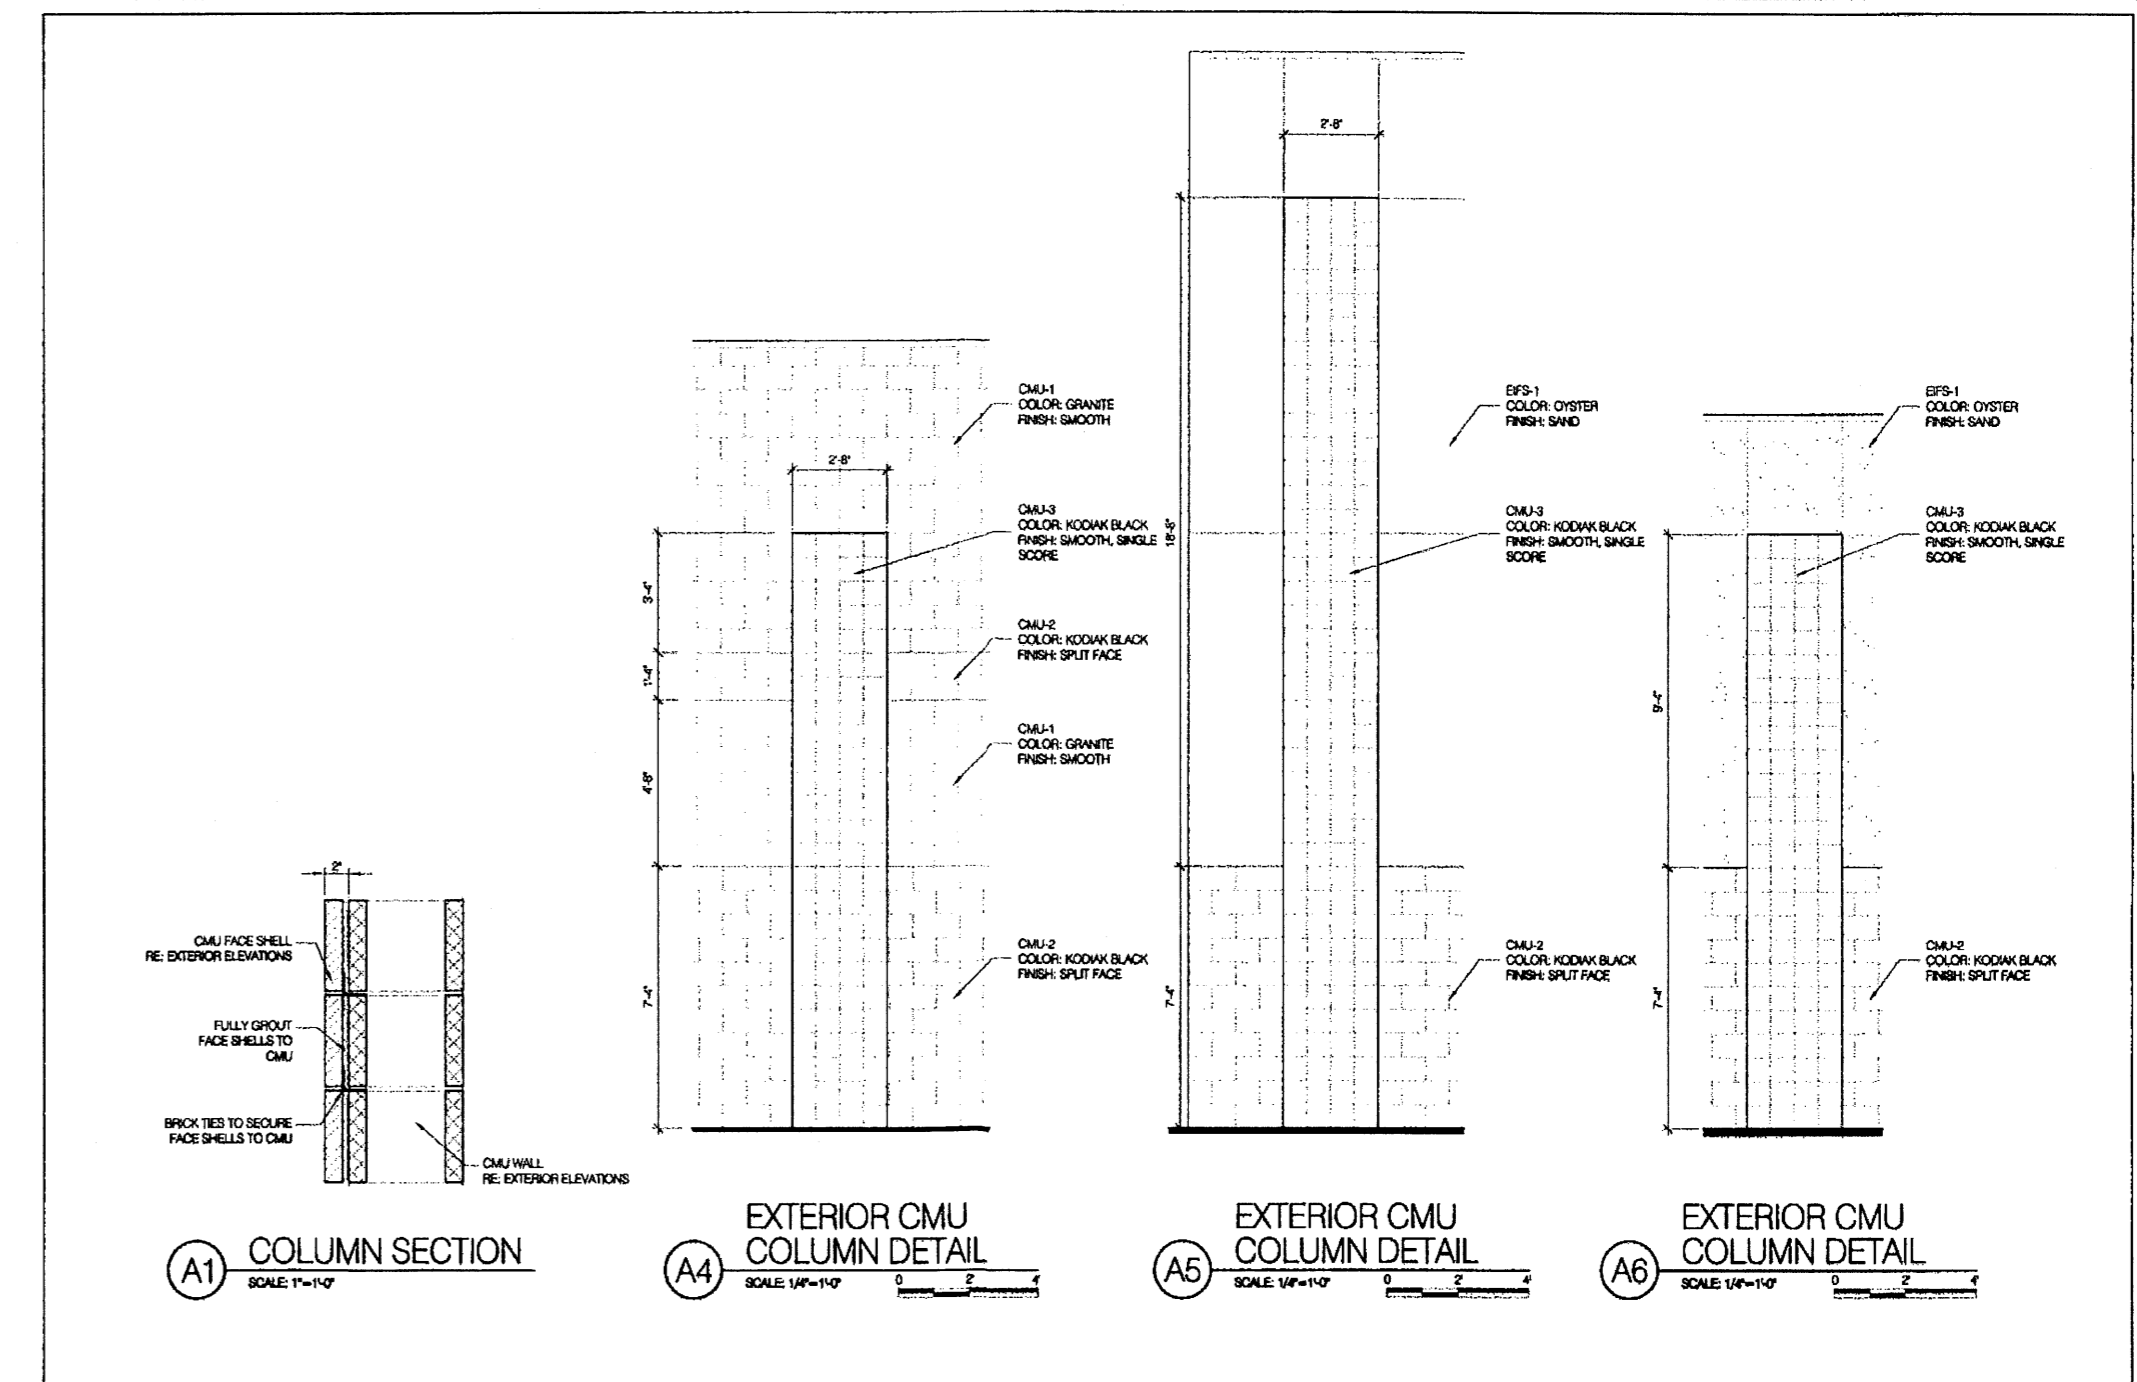 2"
CMU FACE SHELL
RE: EXTERIOR ELEVATIONS
FULLY GROUT
FACE SHELLS TO
CMU
BRICK TIES TO SECURE
FACE SHELLS TO CMU
CMU WALL
RE: EXTERIOR ELEVATIONS
A1
COLUMN SECTION
SCALE: 1"=1'-0"
2'-8"
3'-4"
1'-4"
4'-8"
7'-4"
CMU-1
COLOR: GRANITE
FINISH: SMOOTH
CMU-3
COLOR: KODIAK BLACK
FINISH: SMOOTH, SINGLE
SCORE
CMU-2
COLOR: KODIAK BLACK
FINISH: SPLIT FACE
CMU-1
COLOR: GRANITE
FINISH: SMOOTH
CMU-2
COLOR: KODIAK BLACK
FINISH: SPLIT FACE
A4
EXTERIOR CMU
COLUMN DETAIL
SCALE: 1/4"=1'-0"
0 2' 4'
2'-8"
18'-8"
7'-4"
EIFS-1
COLOR: OYSTER
FINISH: SAND
CMU-3
COLOR: KODIAK BLACK
FINISH: SMOOTH, SINGLE
SCORE
CMU-2
COLOR: KODIAK BLACK
FINISH: SPLIT FACE
A5
EXTERIOR CMU
COLUMN DETAIL
SCALE: 1/4"=1'-0"
0 2' 4'
9'-4"
7'-4"
EIFS-1
COLOR: OYSTER
FINISH: SAND
CMU-3
COLOR: KODIAK BLACK
FINISH: SMOOTH, SINGLE
SCORE
CMU-2
COLOR: KODIAK BLACK
FINISH: SPLIT FACE
A6
EXTERIOR CMU
COLUMN DETAIL
SCALE: 1/4"=1'-0"
0 2' 4'